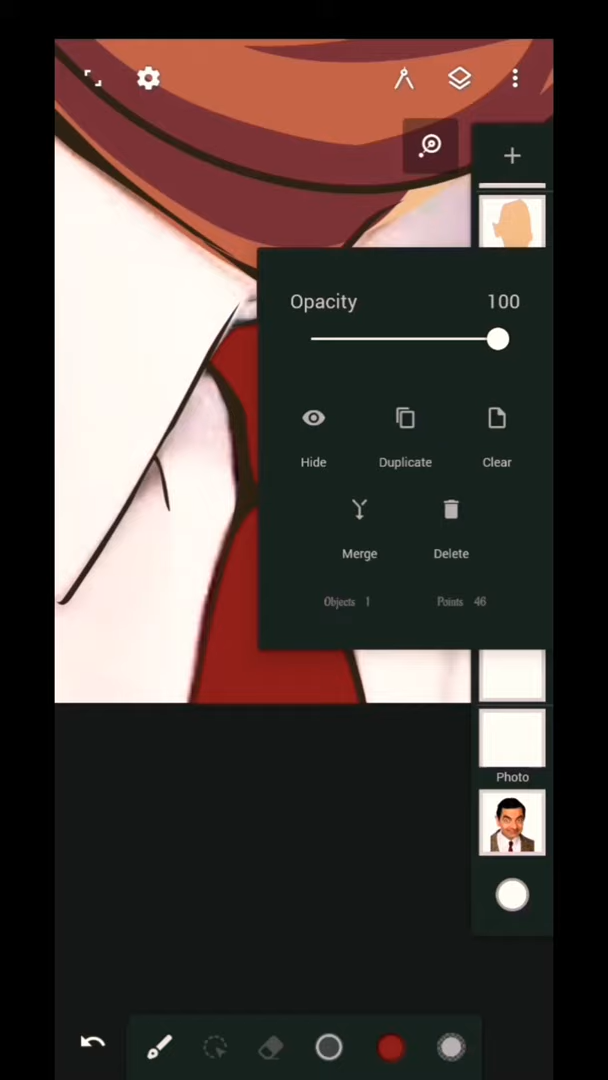 Opacity 100
Hide Duplicate Clear
Merge Delete
Objects 1 Points 46
Photo